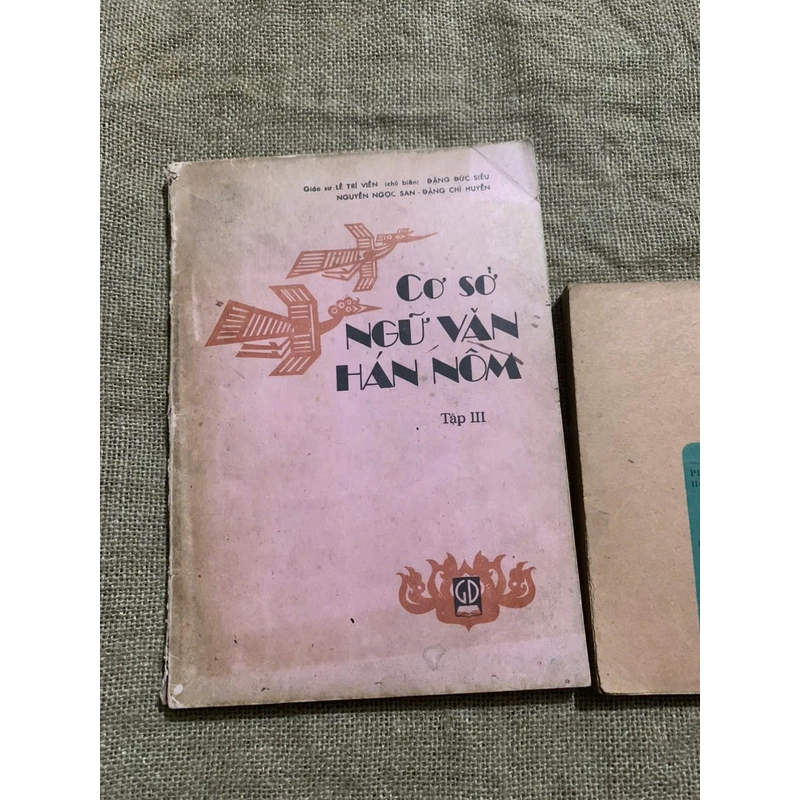 Giáo sư LÊ TRÍ VIỄN (chủ biên) ĐẶNG ĐỨC SIÊU
NGUYỄN NGỌC SAN - ĐẶNG CHÍ HUYỂN
CƠ SỞ
NGỮ VĂN
HÁN NÔM
Tập III
GD